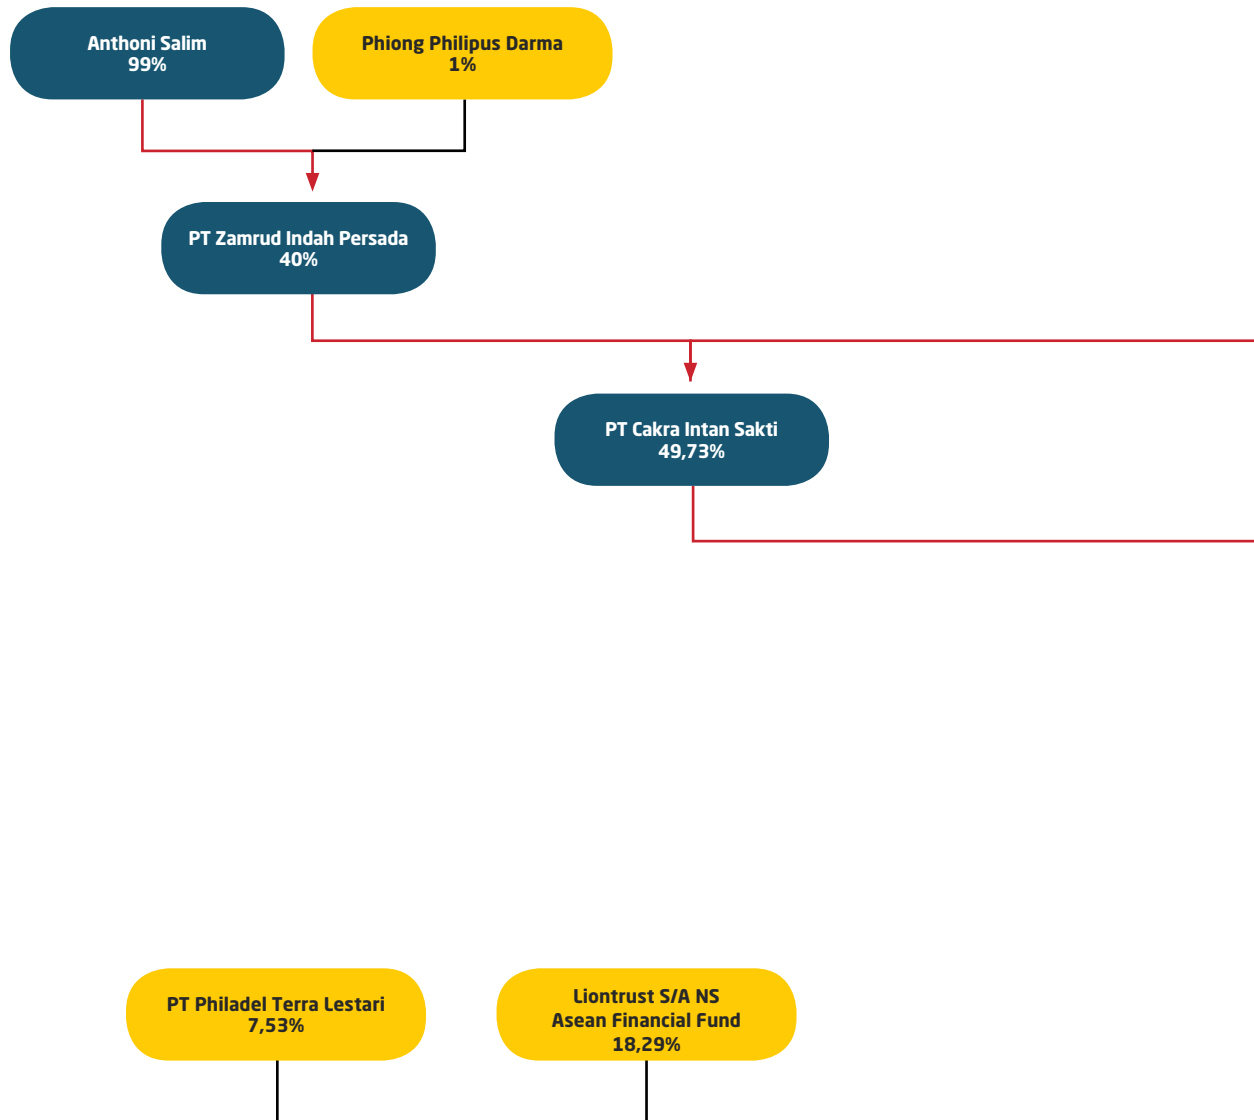 Anthoni Salim
99%
Phiong Philipus Darma
1%
PT Zamrud Indah Persada
40%
PT Cakra Intan Sakti
49,73%
PT Philadel Terra Lestari
7,53%
Liontrust S/A NS
Asean Financial Fund
18,29%